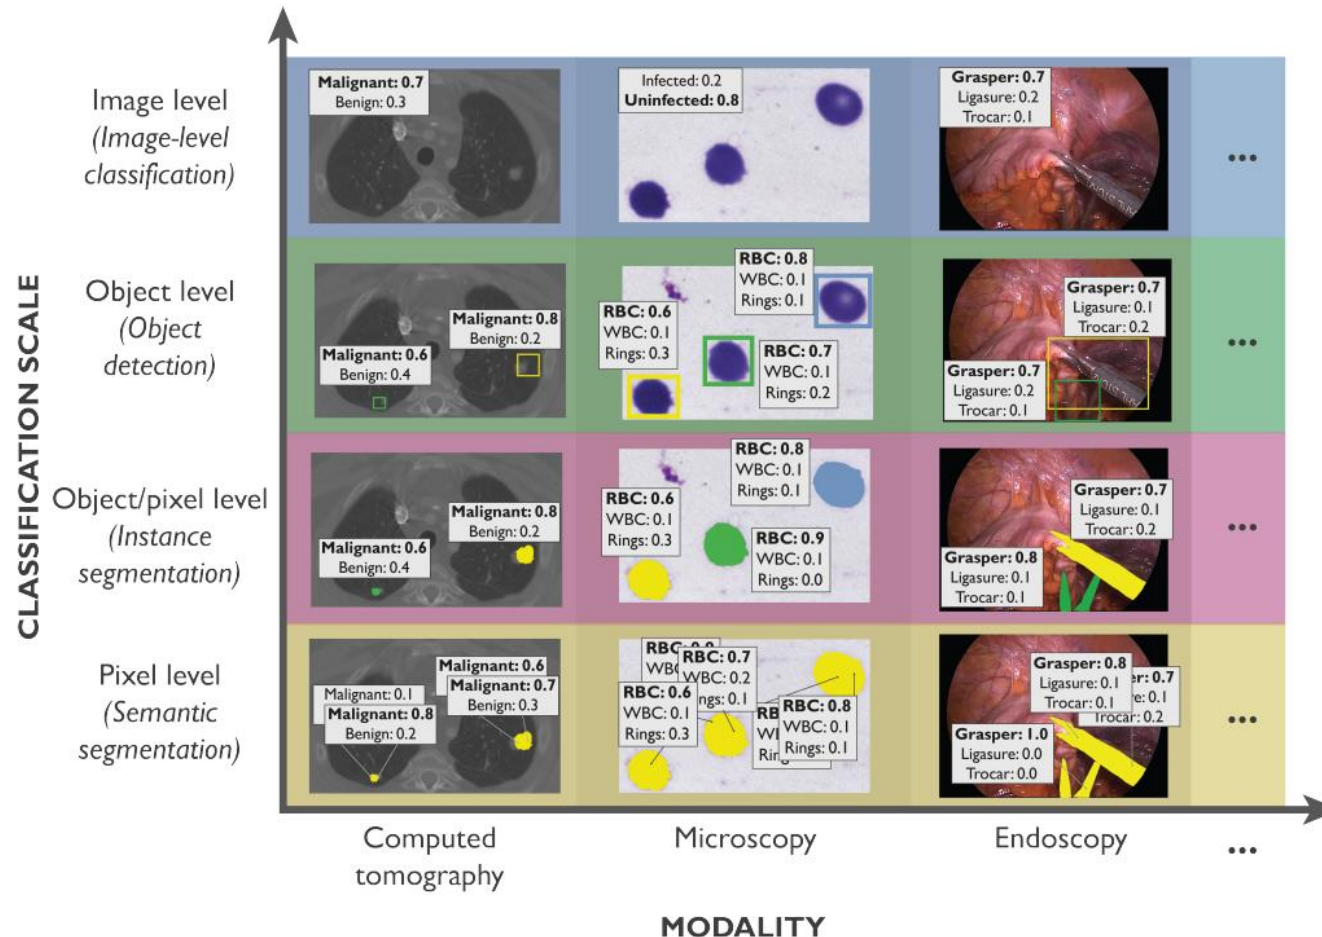 CLASSIFICATION SCALE
Image level
(Image-level
classification)
Malignant: 0.7
Benign: 0.3
Infected: 0.2
Uninfected: 0.8
Grasper: 0.7
Ligasure: 0.2
Trocar: 0.1
...
Object level
(Object
detection)
Malignant: 0.6
Benign: 0.4
Malignant: 0.8
Benign: 0.2
RBC: 0.6
WBC: 0.1
Rings: 0.3
RBC: 0.8
WBC: 0.1
Rings: 0.1
RBC: 0.7
WBC: 0.1
Rings: 0.2
Grasper: 0.7
Ligasure: 0.1
Trocar: 0.2
Grasper: 0.7
Ligasure: 0.2
Trocar: 0.1
...
Object/pixel level
(Instance
segmentation)
Malignant: 0.6
Benign: 0.4
Malignant: 0.8
Benign: 0.2
RBC: 0.6
WBC: 0.1
Rings: 0.3
RBC: 0.8
WBC: 0.1
Rings: 0.1
RBC: 0.9
WBC: 0.1
Rings: 0.0
Grasper: 0.7
Ligasure: 0.1
Trocar: 0.2
Grasper: 0.8
Ligasure: 0.1
Trocar: 0.1
...
Pixel level
(Semantic
segmentation)
Malignant: 0.1
Malignant: 0.8
Benign: 0.2
Malignant: 0.6
Malignant: 0.7
Benign: 0.3
RBC: 0.6
WBC: 0.1
Rings: 0.3
RBC: 0.7
WBC: 0.2
0.1
RBC: 0.8
WBC: 0.1
Rings: 0.1
Grasper: 0.8
Ligasure: 0.1
Trocar: 0.1
0.7
0.1
Trocar: 0.2
Grasper: 1.0
Ligasure: 0.0
Trocar: 0.0
...
Computed
tomography
Microscopy
Endoscopy
...
MODALITY